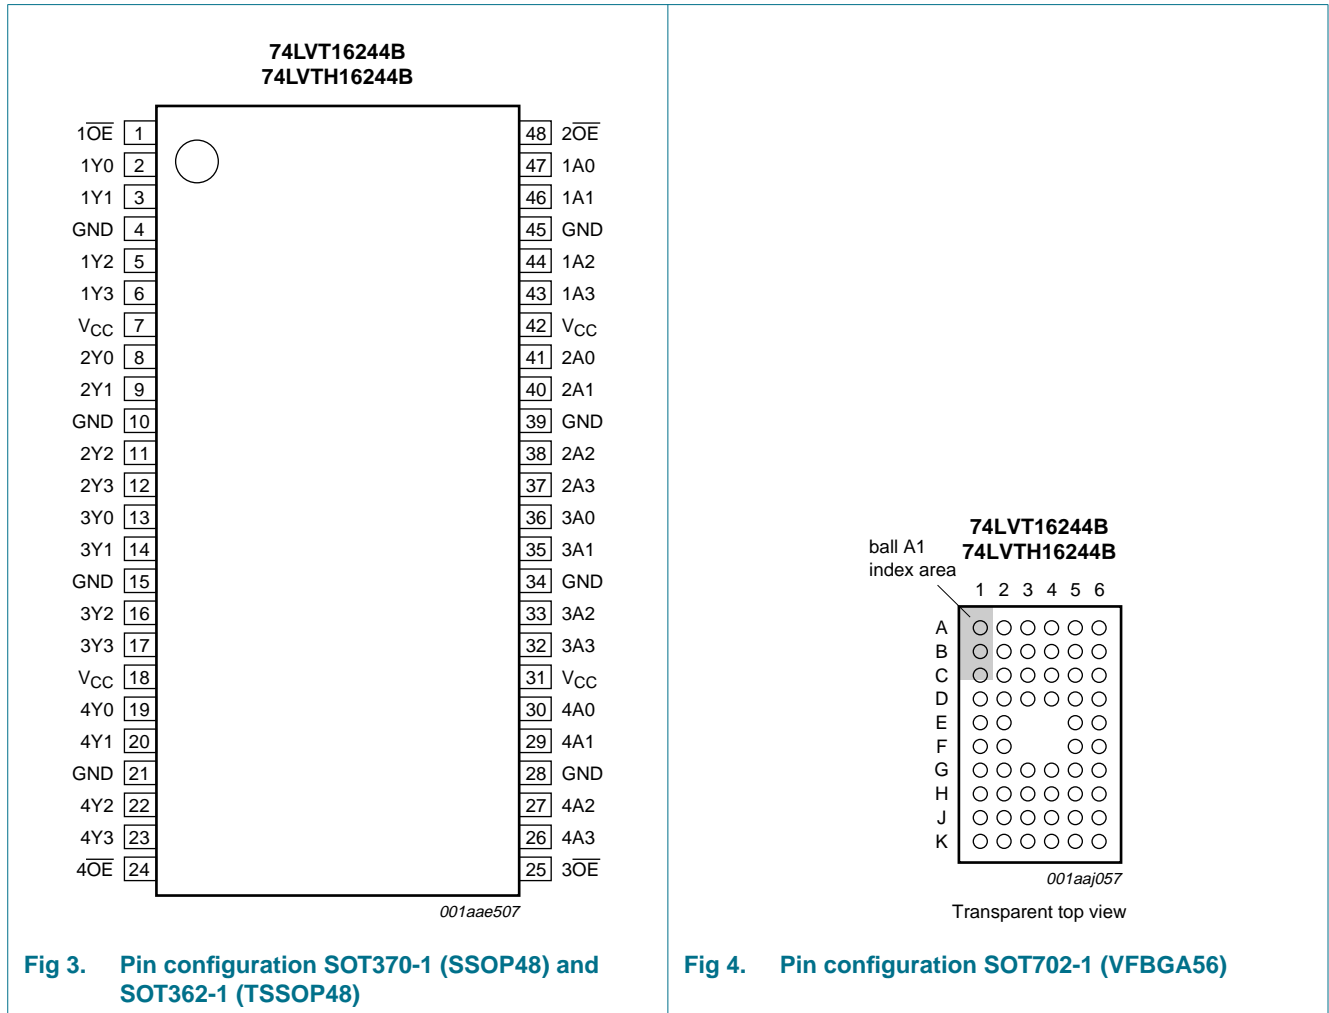 74LVT16244B
74LVTH16244B
1O̅E̅ 1 48 2O̅E̅
1Y0 2 47 1A0
1Y1 3 46 1A1
GND 4 45 GND
1Y2 5 44 1A2
1Y3 6 43 1A3
VCC 7 42 VCC
2Y0 8 41 2A0
2Y1 9 40 2A1
GND 10 39 GND
2Y2 11 38 2A2
2Y3 12 37 2A3
3Y0 13 36 3A0
3Y1 14 35 3A1
GND 15 34 GND
3Y2 16 33 3A2
3Y3 17 32 3A3
VCC 18 31 VCC
4Y0 19 30 4A0
4Y1 20 29 4A1
GND 21 28 GND
4Y2 22 27 4A2
4Y3 23 26 4A3
4O̅E̅ 24 25 3O̅E̅
001aae507
Fig 3. Pin configuration SOT370-1 (SSOP48) and
SOT362-1 (TSSOP48)
74LVT16244B
74LVTH16244B
ball A1
index area
1 2 3 4 5 6
A
B
C
D
E
F
G
H
J
K
001aaj057
Transparent top view
Fig 4. Pin configuration SOT702-1 (VFBGA56)